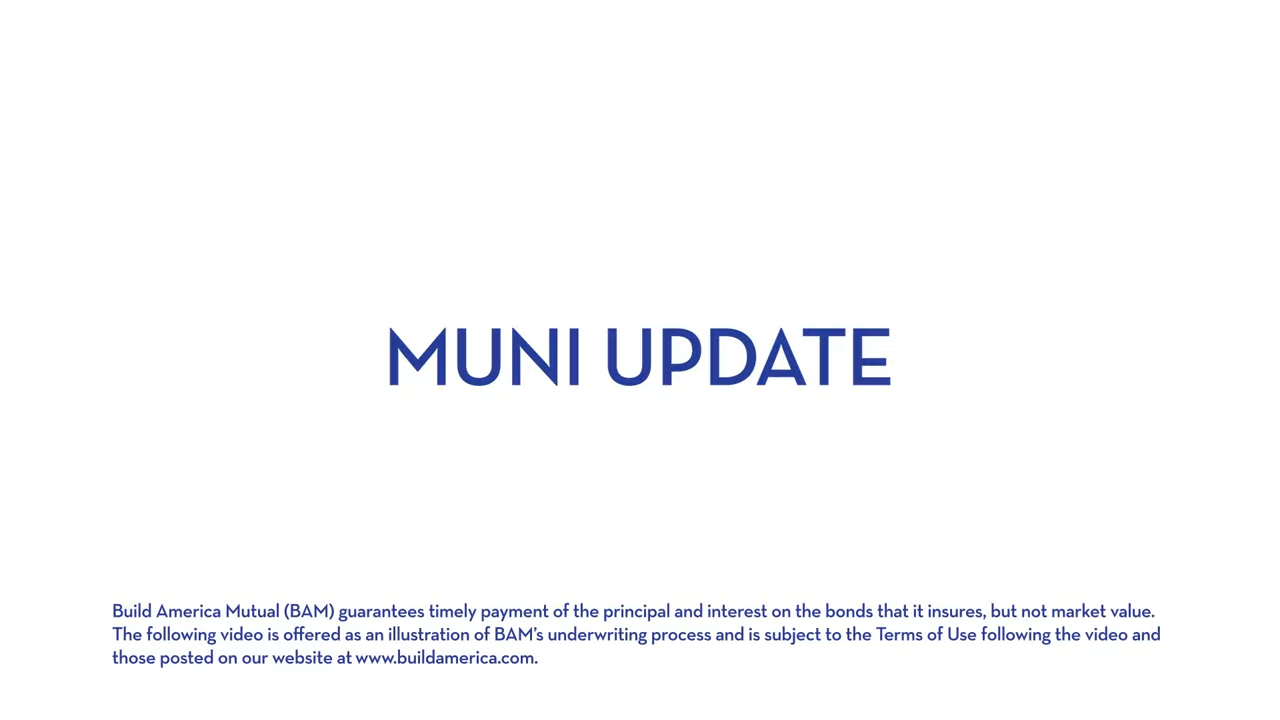 MUNI UPDATE
Build America Mutual (BAM) guarantees timely payment of the principal and interest on the bonds that it insures, but not market value.
The following video is offered as an illustration of BAM’s underwriting process and is subject to the Terms of Use following the video and
those posted on our website at www.buildamerica.com.